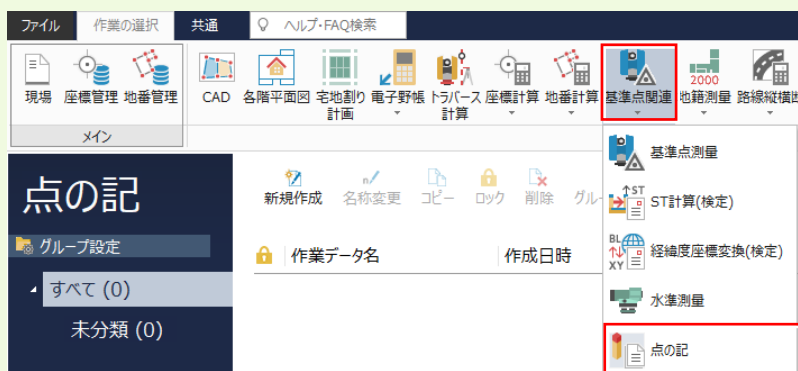 ファイル 作業の選択 共通 ヘルプ・FAQ検索
現場 座標管理 地番管理 CAD 各階平面図 宅地割り計画 電子野帳 トラバース計算 座標計算 地番計算 基準点関連 2000 地籍測量 路線縦横断
メイン
点の記
新規作成 名称変更 コピー ロック 削除 グルー
グループ設定
作業データ名 作成日時
すべて (0)
未分類 (0)
基準点測量
ST
ST計算(検定)
BL
XY
経緯度座標変換(検定)
水準測量
点の記